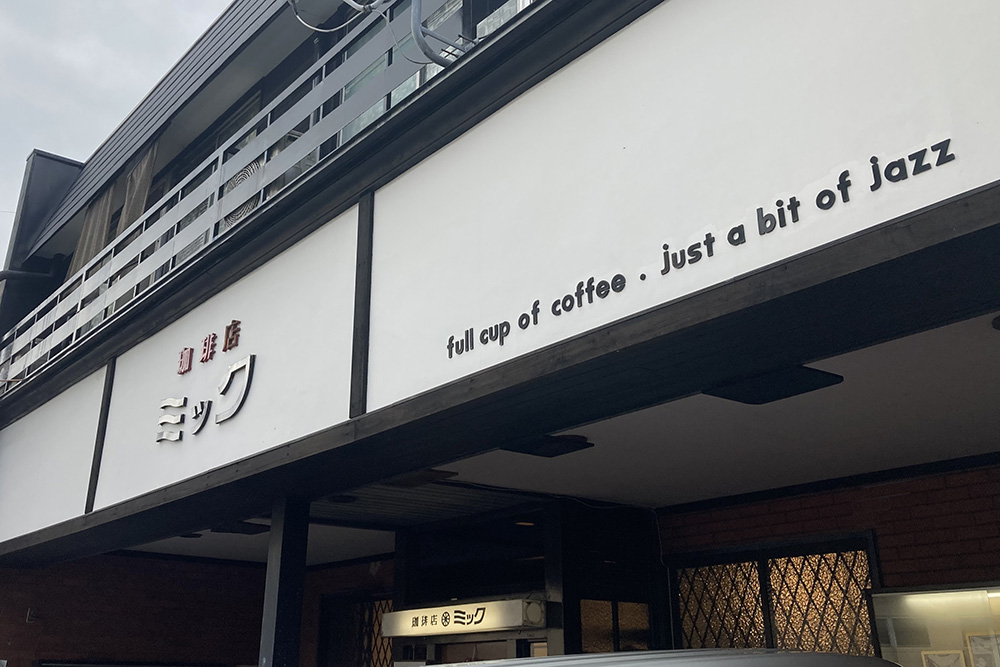 珈琲店
ミック
full cup of coffee . just a bit of jazz
珈琲店 ミック